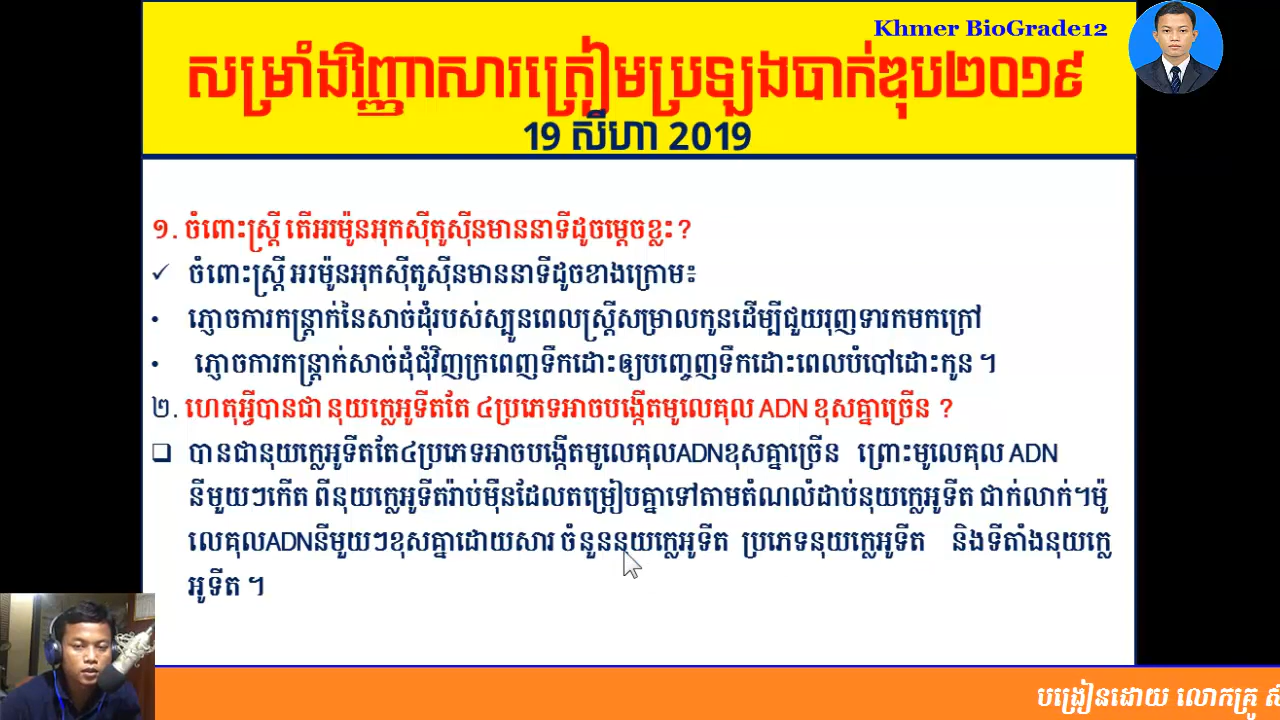 Khmer BioGrade12
សម្រាំងវិញ្ញាសារត្រៀមប្រឡងបាក់ឌុប២០១៩
19 សីហា 2019
១. ចំពោះស្ត្រី តើអរម៉ូនអុកស៊ីតូស៊ីនមាននាទីដូចម្ដេចខ្លះ ?
✓ ចំពោះស្ត្រី អរម៉ូនអុកស៊ីតូស៊ីនមាននាទីដូចខាងក្រោម៖
• ភ្ញោចការកន្ត្រាក់នៃសាច់ដុំរបស់ស្បូនពេលស្ត្រីសម្រាលកូនដើម្បីជួយរុញទារកមកក្រៅ
• ភ្ញោចការកន្ត្រាក់សាច់ដុំជុំវិញក្រពេញទឹកដោះឲ្យបញ្ចេញទឹកដោះពេលបំបៅដោះកូន ។
២. ហេតុអ្វីបានជា នុយក្លេអូទីតតែ ៤ប្រភេទអាចបង្កើតមូលេគុល ADN ខុសគ្នាច្រើន ?
❑ បានជានុយក្លេអូទីតតែ៤ប្រភេទអាចបង្កើតមូលេគុលADNខុសគ្នាច្រើន ព្រោះមូលេគុល ADN
នីមួយៗកើត ពីនុយក្លេអូទីតរ៉ាប់ម៉ឺនដែលតម្រៀបគ្នាទៅតាមតំណលំដាប់នុយក្លេអូទីត ជាក់លាក់។ម៉ូ
លេគុលADNនីមួយៗខុសគ្នាដោយសារ ចំនួននុយក្លេអូទីត ប្រភេទនុយក្លេអូទីត និងទីតាំងនុយក្លេ
អូទីត ។
បង្រៀនដោយ លោកគ្រូ